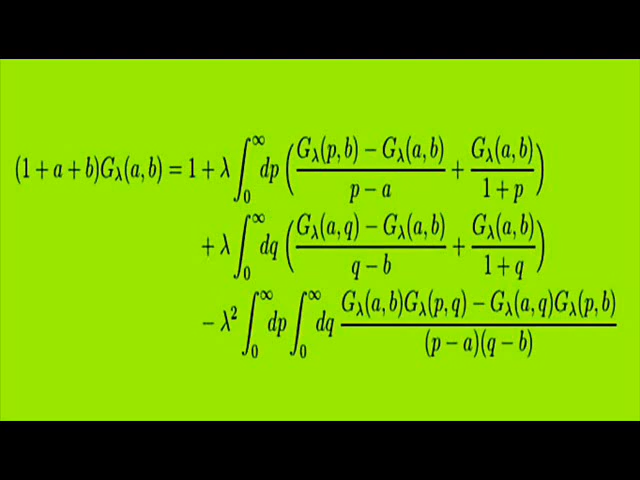 (1 + a + b)G_λ(a, b) = 1 + λ ∫_0^∞ dp ( (G_λ(p, b) − G_λ(a, b))/(p − a) + G_λ(a, b)/(1 + p) )
+ λ ∫_0^∞ dq ( (G_λ(a, q) − G_λ(a, b))/(q − b) + G_λ(a, b)/(1 + q) )
− λ² ∫_0^∞ dp ∫_0^∞ dq (G_λ(a, b)G_λ(p, q) − G_λ(a, q)G_λ(p, b))/((p − a)(q − b))